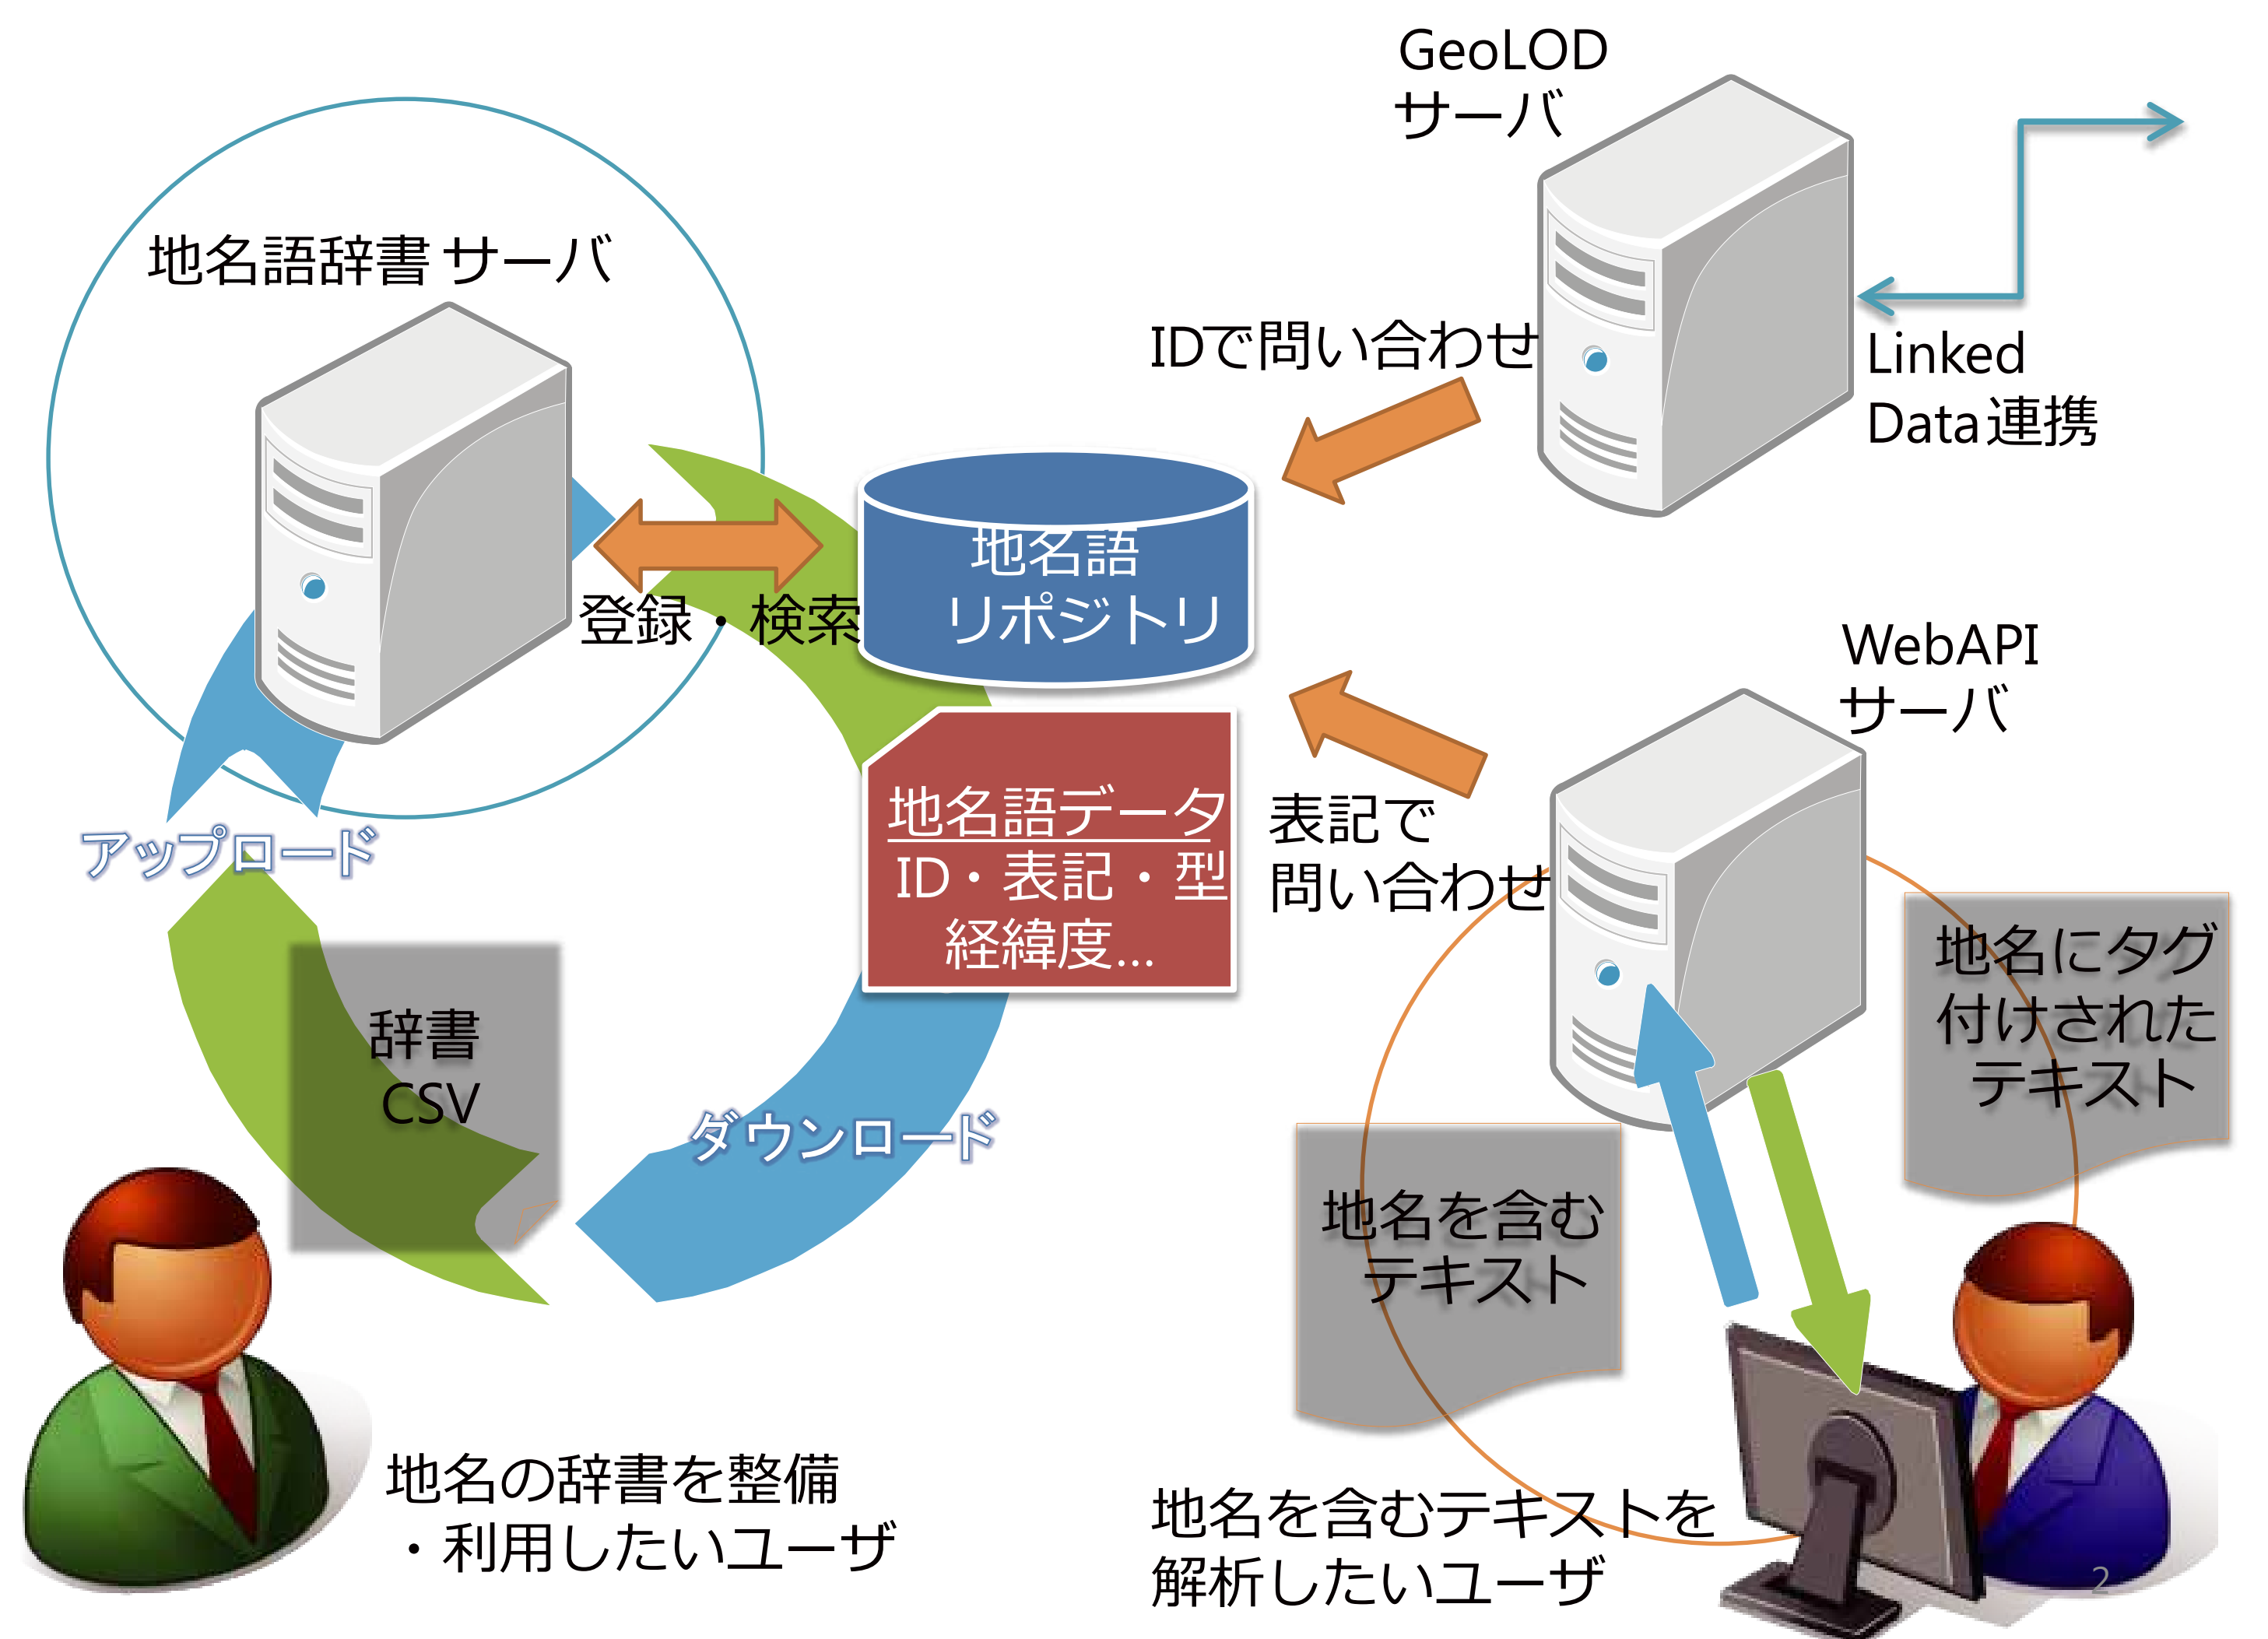 GeoLOD
サーバ
地名語辞書 サーバ
IDで問い合わせ
Linked
Data連携
地名語
リポジトリ
登録・検索
WebAPI
サーバ
地名語データ
ID・表記・型
経緯度…
表記で
問い合わせ
アップロード
辞書
CSV
ダウンロード
地名にタグ
付けされた
テキスト
地名を含む
テキスト
地名の辞書を整備
・利用したいユーザ
地名を含むテキストを
解析したいユーザ
2